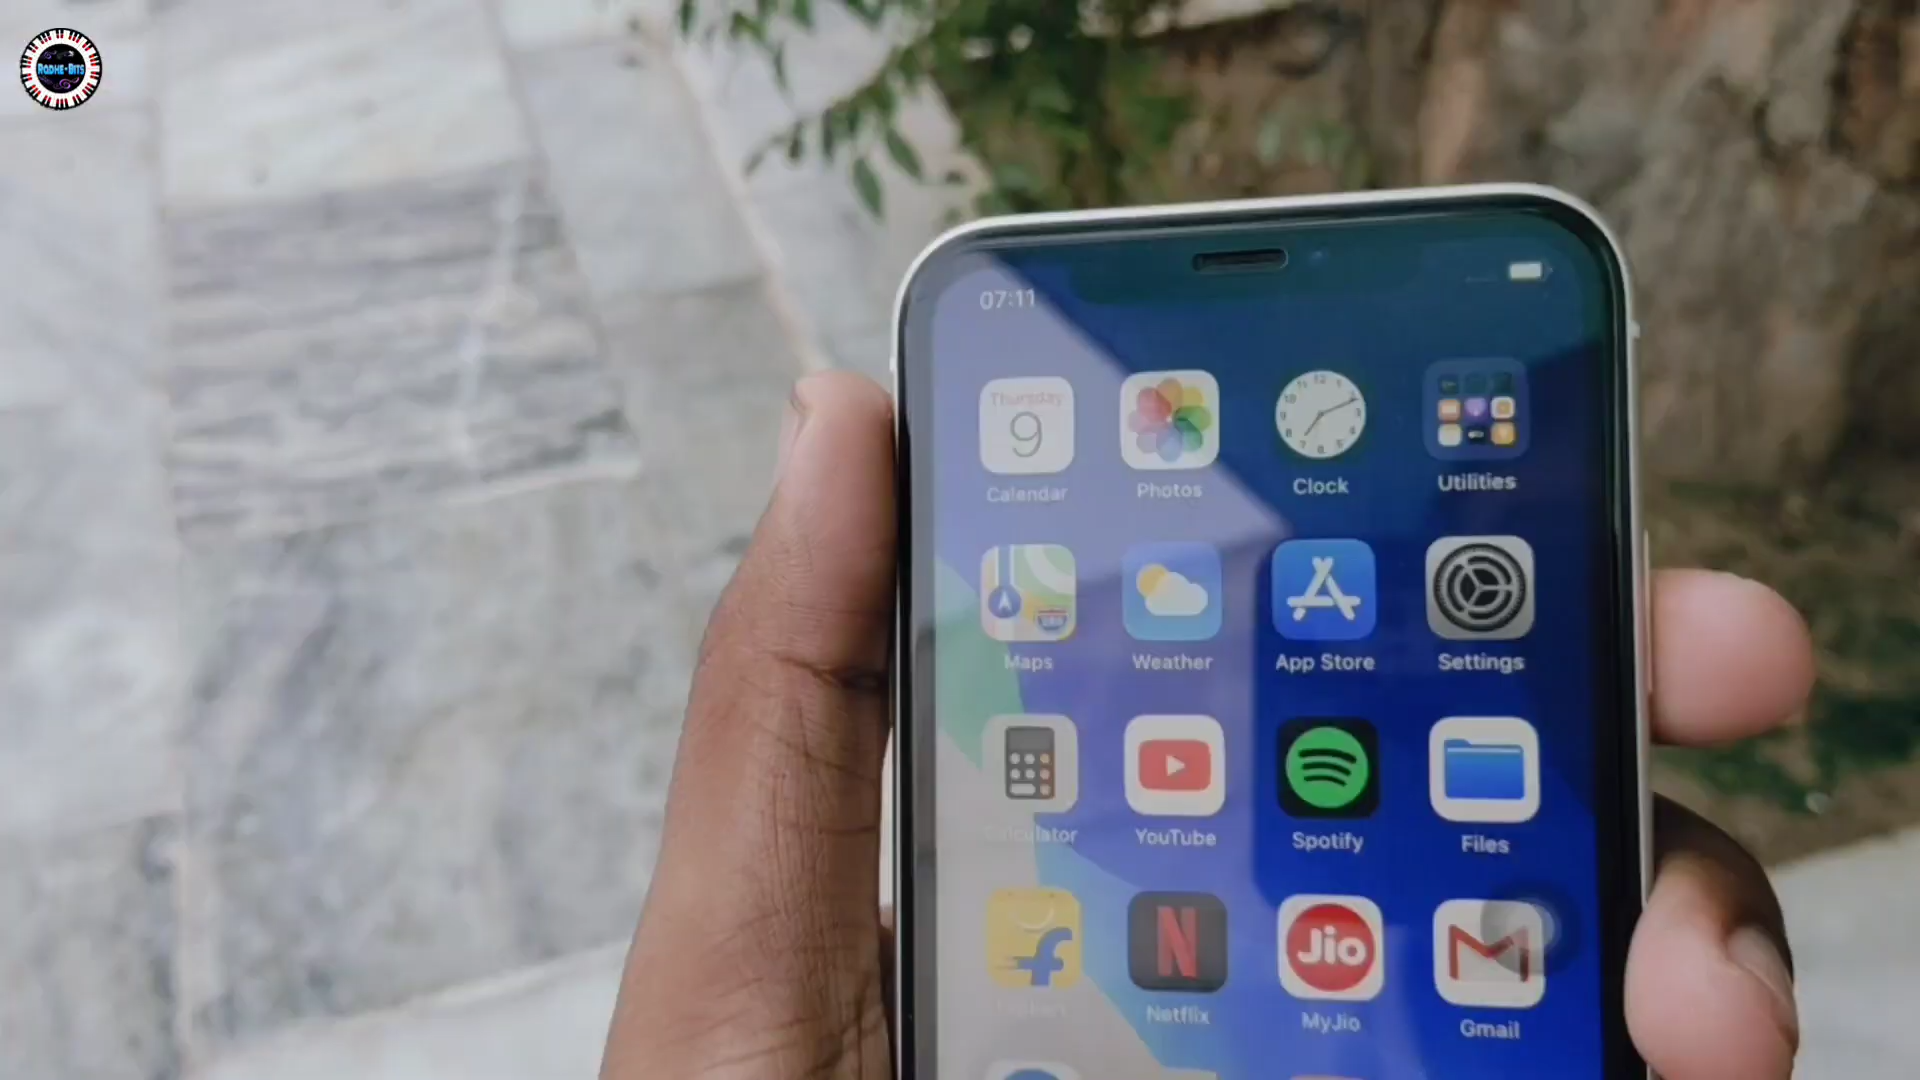 RADHE-BITS
07:11
Thursday
9
Calendar
Photos
Clock
Utilities
Maps
Weather
App Store
Settings
Calculator
YouTube
Spotify
Files
Netflix
Jio
MyJio
Gmail